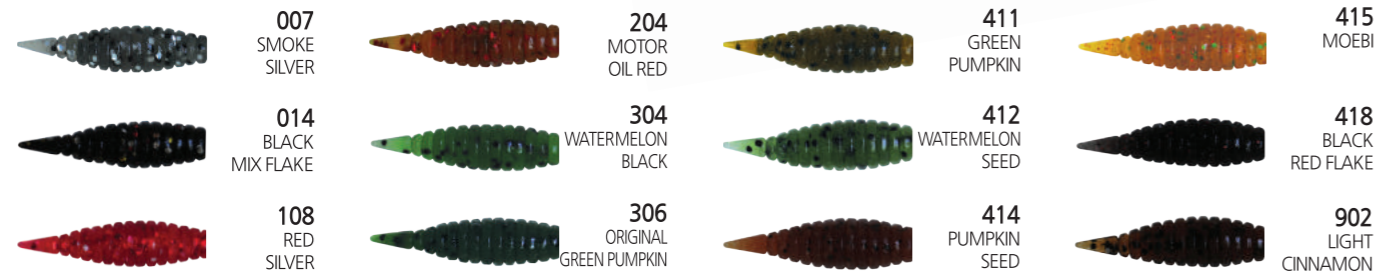 007
SMOKE
SILVER
204
MOTOR
OIL RED
411
GREEN
PUMPKIN
415
MOEBI
014
BLACK
MIX FLAKE
304
WATERMELON
BLACK
412
WATERMELON
SEED
418
BLACK
RED FLAKE
108
RED
SILVER
306
ORIGINAL
GREEN PUMPKIN
414
PUMPKIN
SEED
902
LIGHT
CINNAMON